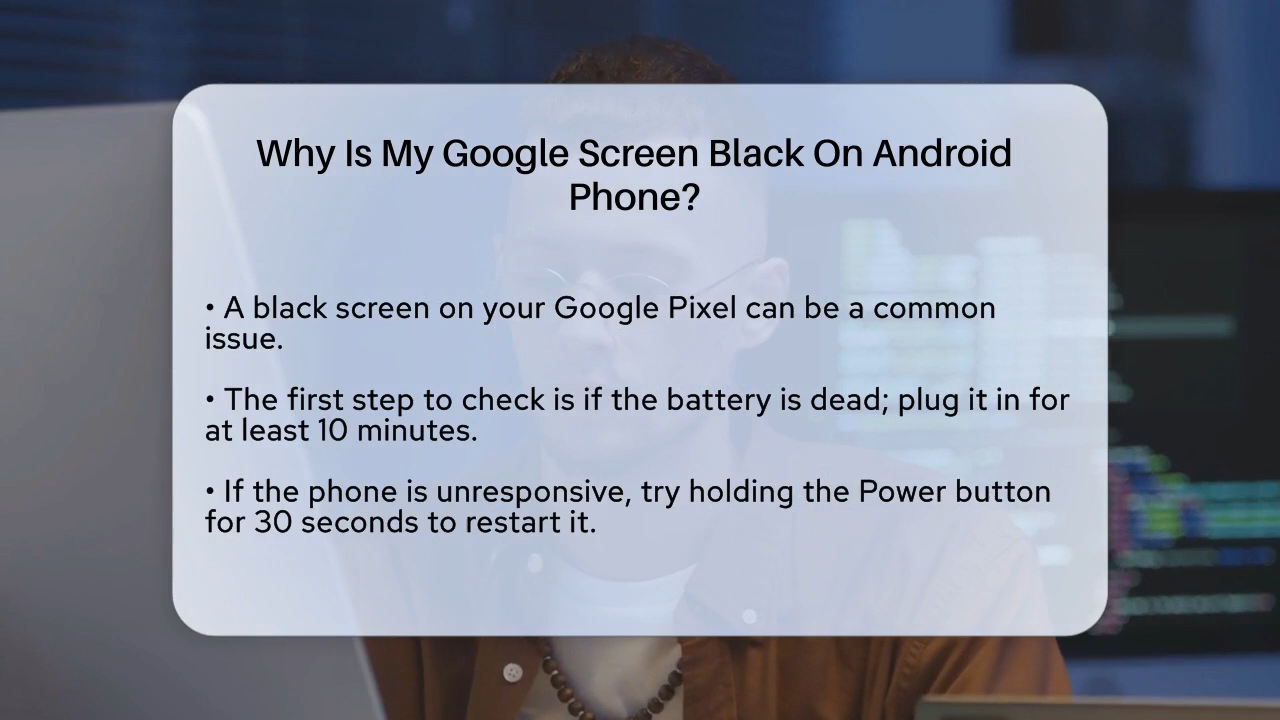 Why Is My Google Screen Black On Android
Phone?
• A black screen on your Google Pixel can be a common
issue.
• The first step to check is if the battery is dead; plug it in for
at least 10 minutes.
• If the phone is unresponsive, try holding the Power button
for 30 seconds to restart it.